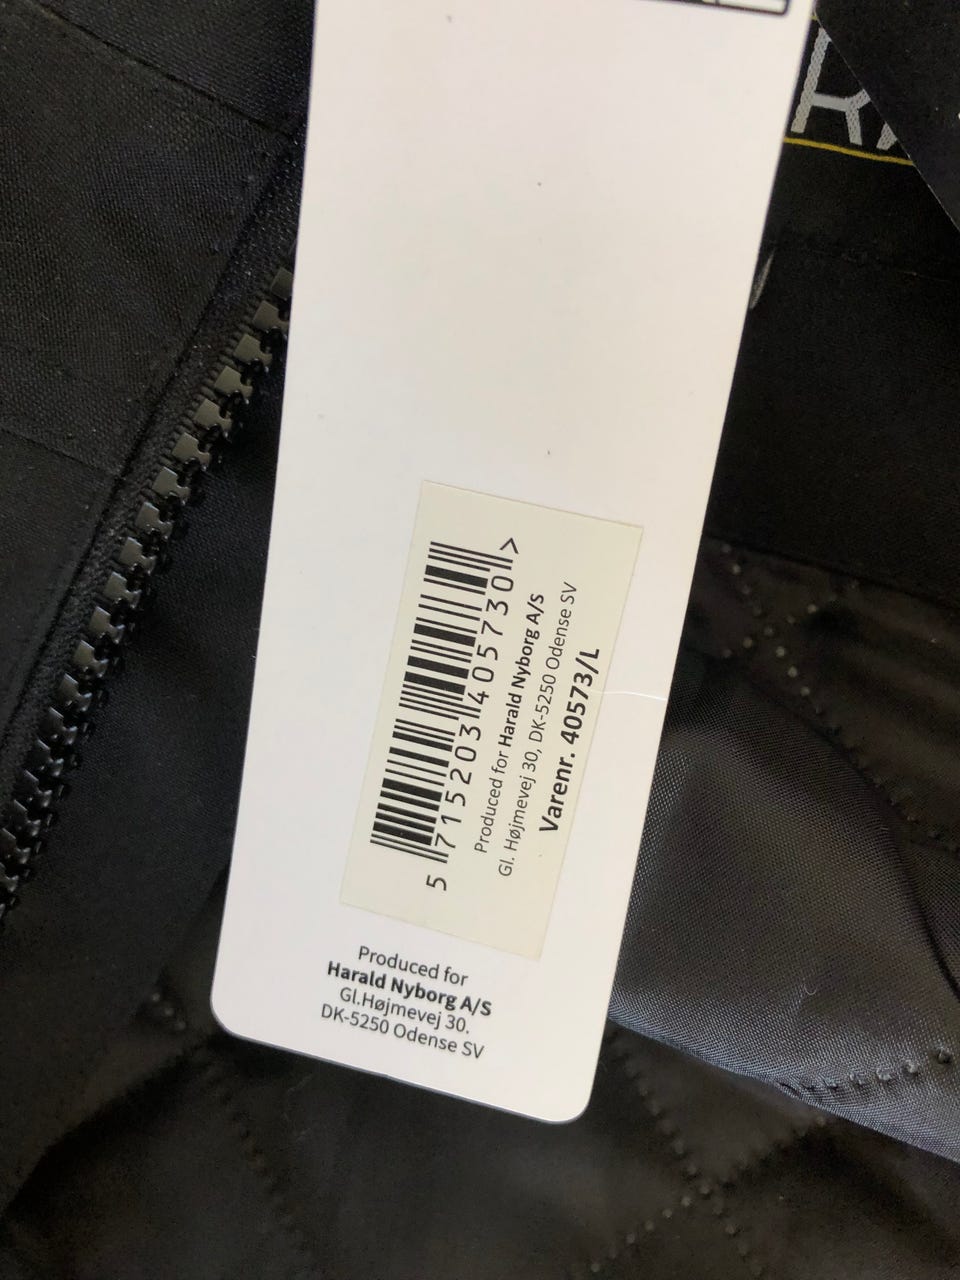 5 715203 405730 >
Produced for Harald Nyborg A/S
Gl. Højmevej 30, DK-5250 Odense SV
Varenr. 40573/L
Produced for
Harald Nyborg A/S
Gl.Højmevej 30.
DK-5250 Odense SV